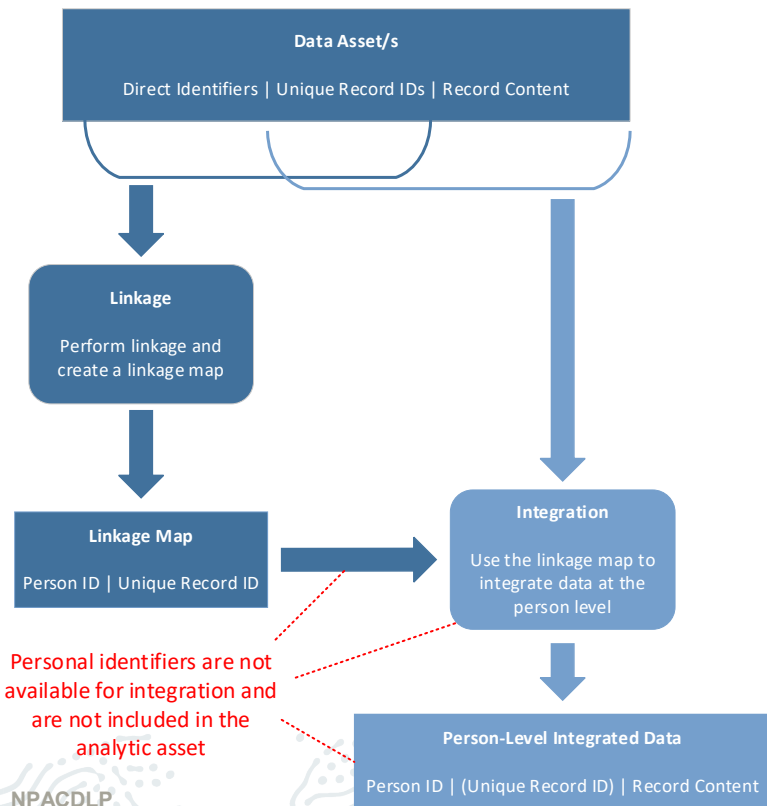 Data Asset/s
Direct Identifiers | Unique Record IDs | Record Content
Linkage
Perform linkage and
create a linkage map
Linkage Map
Person ID | Unique Record ID
Integration
Use the linkage map to
integrate data at the
person level
Personal identifiers are not
available for integration and
are not included in the
analytic asset
Person-Level Integrated Data
Person ID | (Unique Record ID) | Record Content
NPACDLP